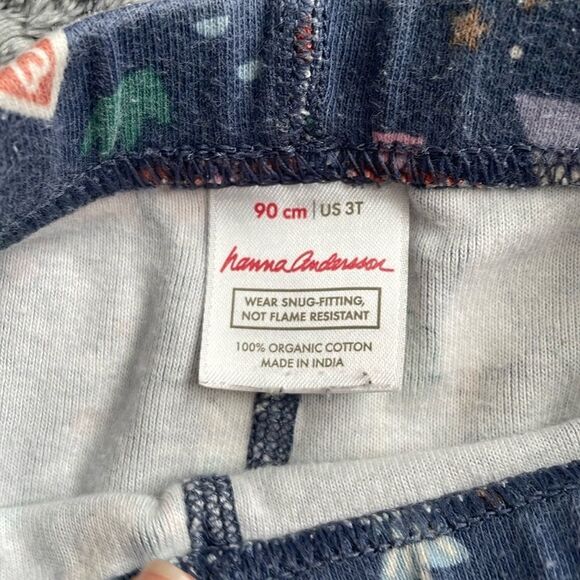 90 cm | US 3T
hanna andersson
WEAR SNUG-FITTING,
NOT FLAME RESISTANT
100% ORGANIC COTTON
MADE IN INDIA